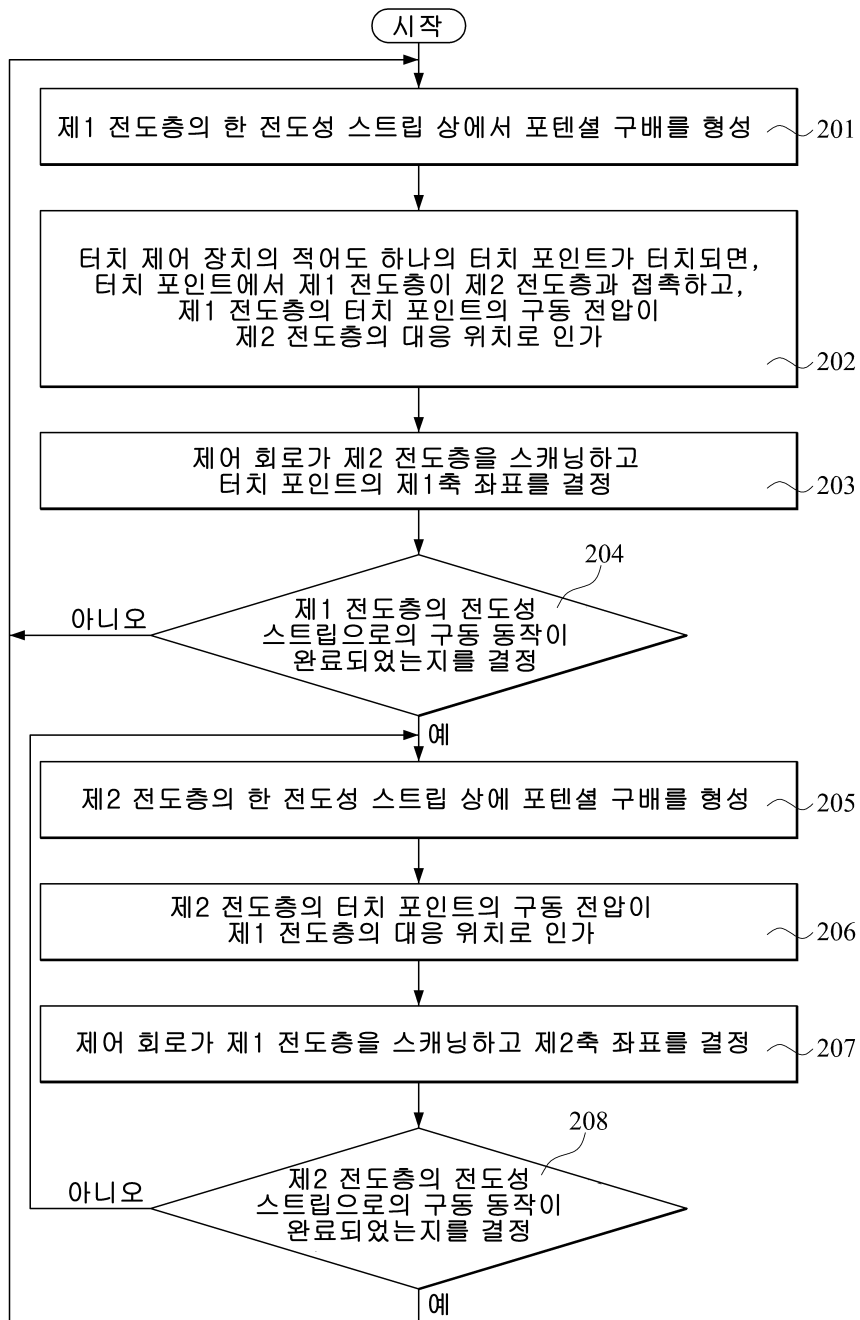 시작
제1 전도층의 한 전도성 스트립 상에서 포텐셜 구배를 형성
201
터치 제어 장치의 적어도 하나의 터치 포인트가 터치되면,
터치 포인트에서 제1 전도층이 제2 전도층과 접촉하고,
제1 전도층의 터치 포인트의 구동 전압이
제2 전도층의 대응 위치로 인가
202
제어 회로가 제2 전도층을 스캐닝하고
터치 포인트의 제1축 좌표를 결정
203
204
제1 전도층의 전도성
스트립으로의 구동 동작이
완료되었는지를 결정
아니오
예
제2 전도층의 한 전도성 스트립 상에 포텐셜 구배를 형성
205
제2 전도층의 터치 포인트의 구동 전압이
제1 전도층의 대응 위치로 인가
206
제어 회로가 제1 전도층을 스캐닝하고 제2축 좌표를 결정
207
208
제2 전도층의 전도성
스트립으로의 구동 동작이
완료되었는지를 결정
아니오
예